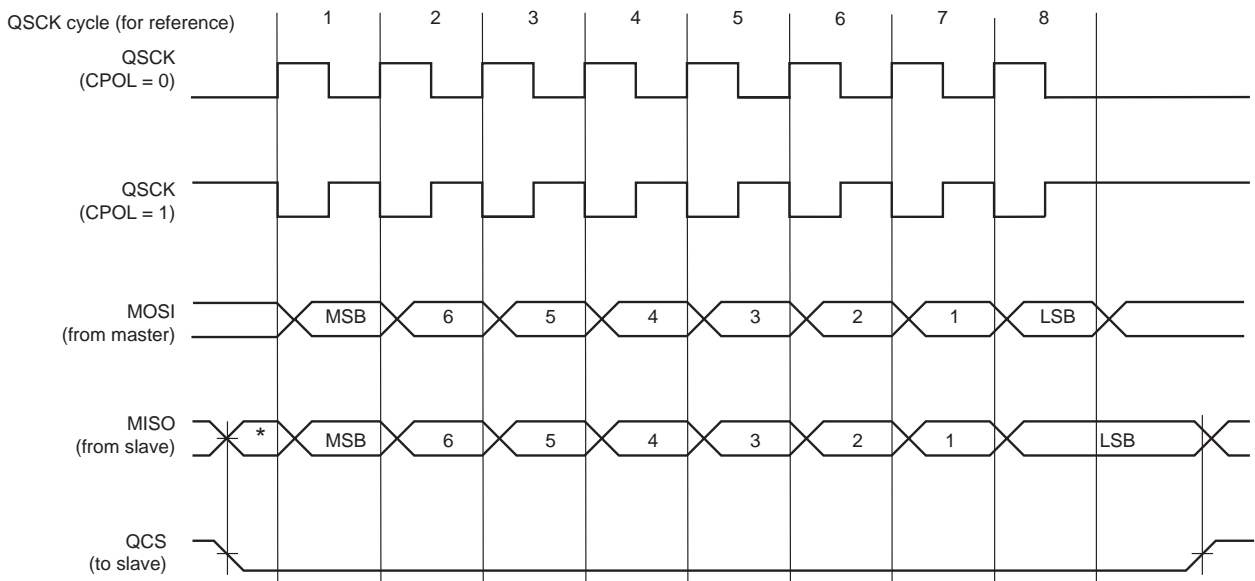 QSCK cycle (for reference) 1 2 3 4 5 6 7 8
QSCK
(CPOL = 0)
QSCK
(CPOL = 1)
MOSI
(from master)
MSB 6 5 4 3 2 1 LSB
MISO
(from slave)
* MSB 6 5 4 3 2 1 LSB
QCS
(to slave)